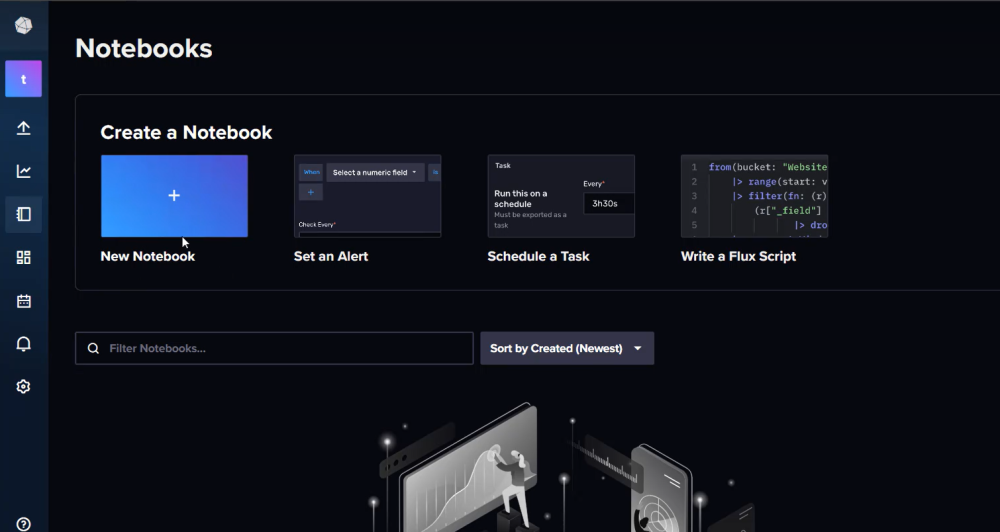 Notebooks
t
Create a Notebook
When
Select a numeric field
is
+
Check Every*
Task
Run this on a
schedule
Must be exported as a
task
Every*
3h30s
1 from(bucket: "Website
2 |> range(start: v
3 |> filter(fn: (r)
4 (r["_field"]
5 |> dro
New Notebook
Set an Alert
Schedule a Task
Write a Flux Script
Filter Notebooks...
Sort by Created (Newest)